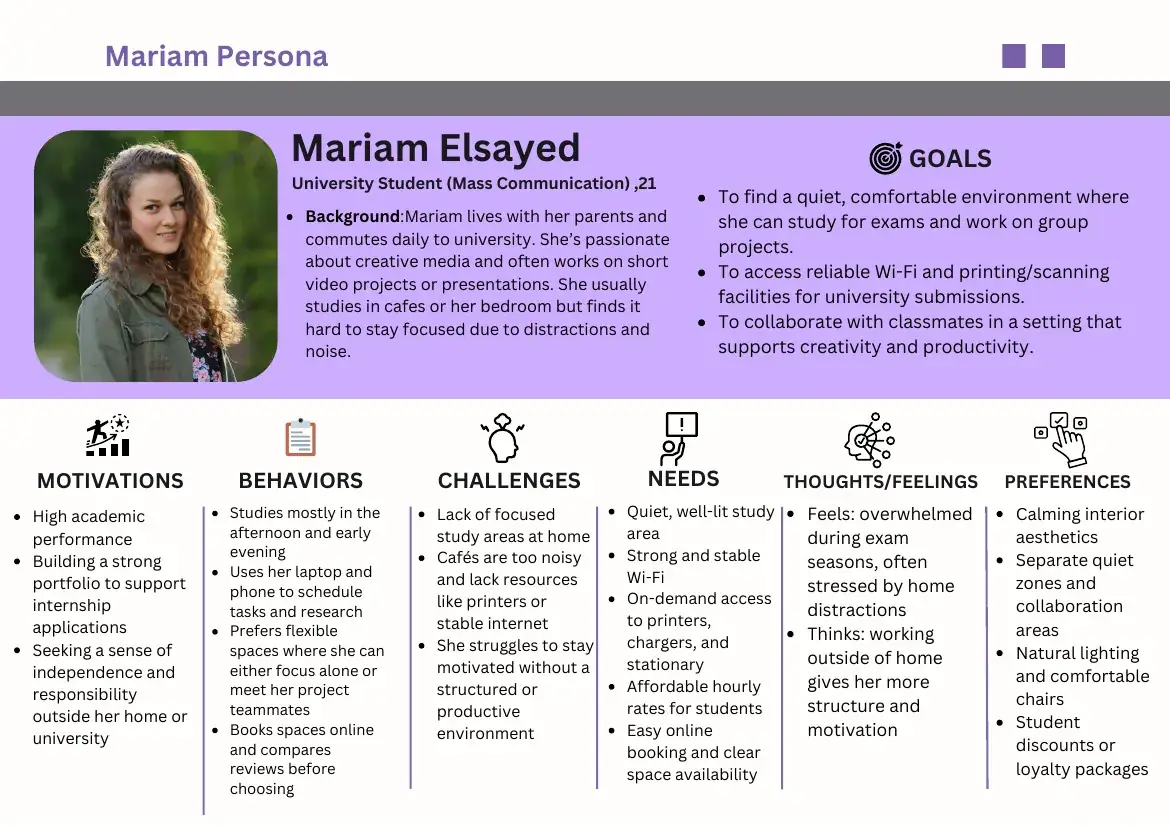 Mariam Persona
Mariam Elsayed
University Student (Mass Communication) ,21
Background:Mariam lives with her parents and
commutes daily to university. She's passionate
about creative media and often works on short
video projects or presentations. She usually
studies in cafes or her bedroom but finds it
hard to stay focused due to distractions and
noise.
GOALS
To find a quiet, comfortable environment where
she can study for exams and work on group
projects.
To access reliable Wi-Fi and printing/scanning
facilities for university submissions.
To collaborate with classmates in a setting that
supports creativity and productivity.
MOTIVATIONS
High academic
performance
Building a strong
portfolio to support
internship
applications
Seeking a sense of
independence and
responsibility
outside her home or
university
BEHAVIORS
Studies mostly in the
afternoon and early
evening
Uses her laptop and
phone to schedule
tasks and research
Prefers flexible
spaces where she can
either focus alone or
meet her project
teammates
Books spaces online
and compares
reviews before
choosing
CHALLENGES
Lack of focused
study areas at home
Cafés are too noisy
and lack resources
like printers or
stable internet
She struggles to stay
motivated without a
structured or
productive
environment
NEEDS
Quiet, well-lit study
area
Strong and stable
Wi-Fi
On-demand access
to printers,
chargers, and
stationary
Affordable hourly
rates for students
Easy online
booking and clear
space availability
THOUGHTS/FEELINGS
Feels: overwhelmed
during exam
seasons, often
stressed by home
distractions
Thinks: working
outside of home
gives her more
structure and
motivation
PREFERENCES
Calming interior
aesthetics
Separate quiet
zones and
collaboration
areas
Natural lighting
and comfortable
chairs
Student
discounts or
loyalty packages